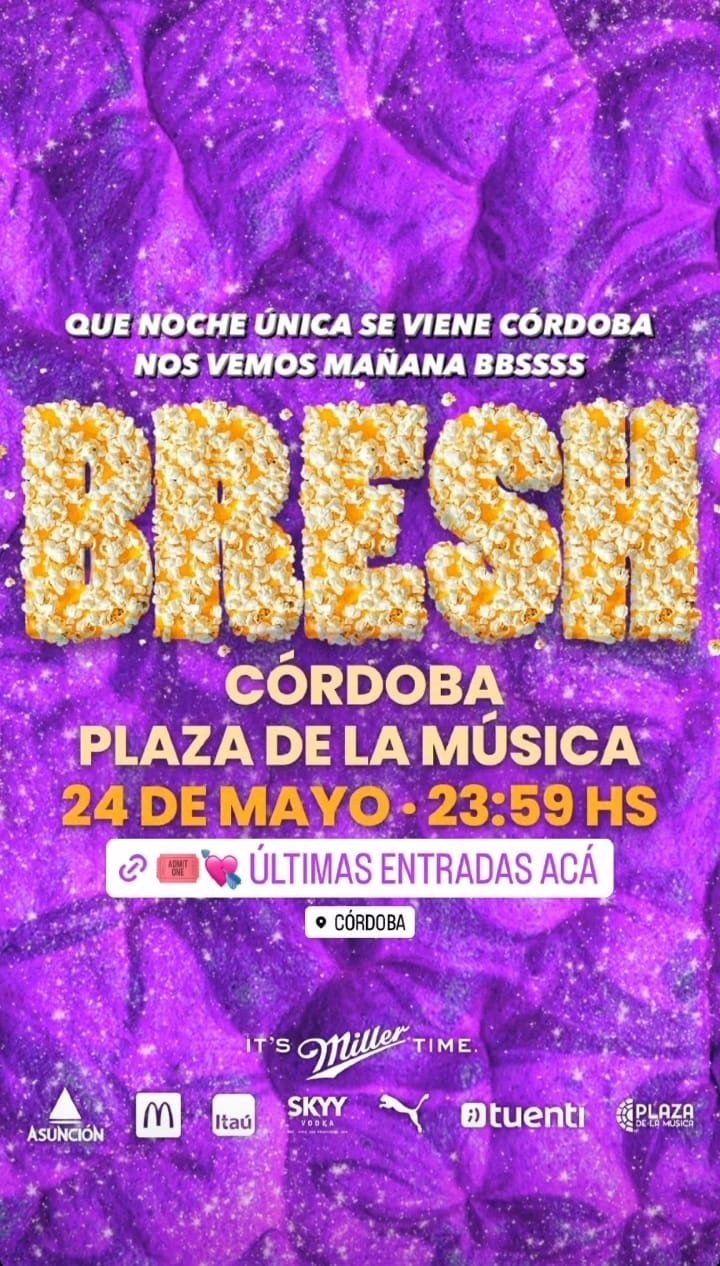 QUE NOCHE ÚNICA SE VIENE CÓRDOBA
NOS VEMOS MAÑANA BBSSSS
BRESH
CÓRDOBA
PLAZA DE LA MÚSICA
24 DE MAYO · 23:59 HS
ADMIT ONE
ÚLTIMAS ENTRADAS ACÁ
CÓRDOBA
IT'S Miller TIME.
ASUNCIÓN
Itaú
SKYY
VODKA
tuenti
PLAZA
DE LA MUSICA